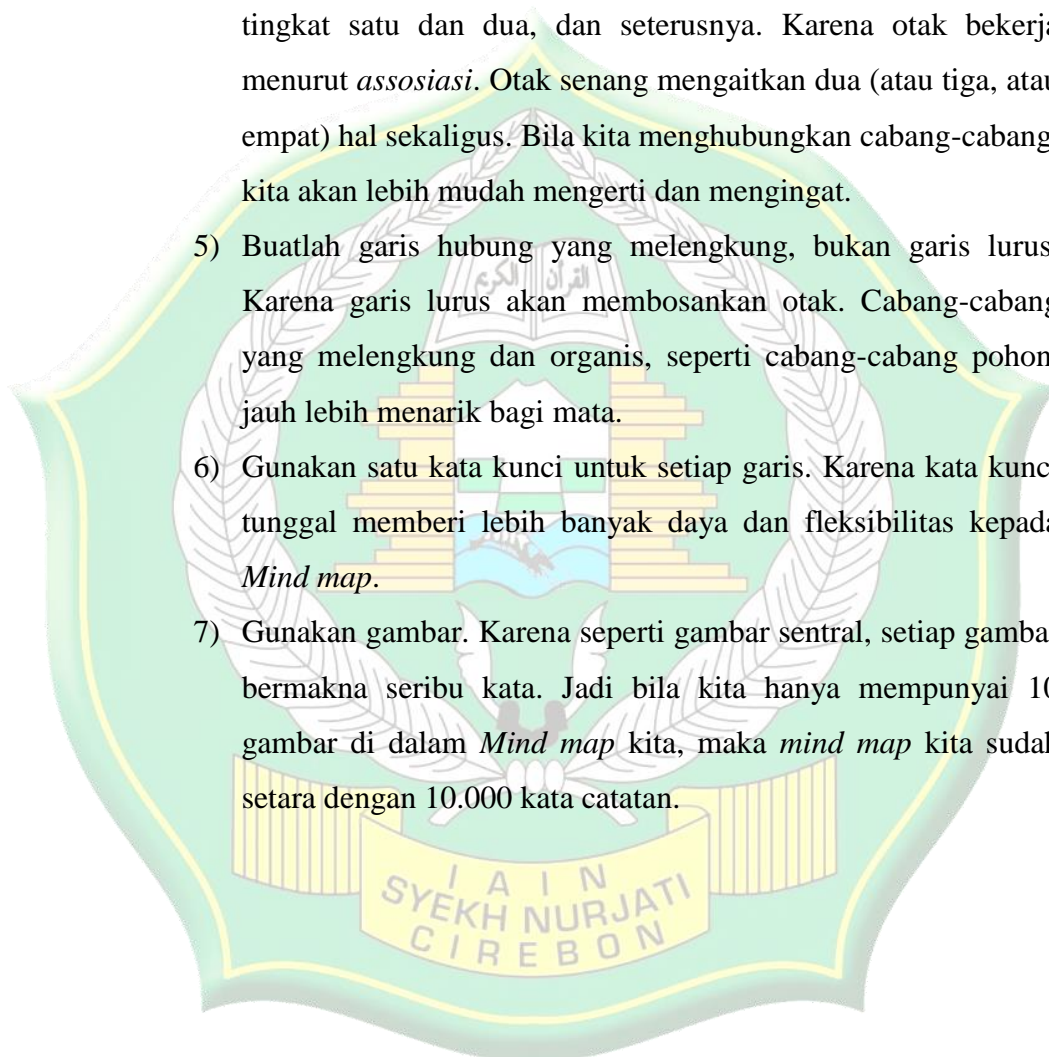 tingkat satu dan dua, dan seterusnya. Karena otak bekerja
menurut assosiasi. Otak senang mengaitkan dua (atau tiga, atau
empat) hal sekaligus. Bila kita menghubungkan cabang-cabang
kita akan lebih mudah mengerti dan mengingat.
5) Buatlah garis hubung yang melengkung, bukan garis lurus
Karena garis lurus akan membosankan otak. Cabang-cabang
yang melengkung dan organis, seperti cabang-cabang pohon
jauh lebih menarik bagi mata.
6) Gunakan satu kata kunci untuk setiap garis. Karena kata kunc
tunggal memberi lebih banyak daya dan fleksibilitas kepada
Mind map.
7) Gunakan gambar. Karena seperti gambar sentral, setiap gamba
bermakna seribu kata. Jadi bila kita hanya mempunyai 10
gambar di dalam Mind map kita, maka mind map kita sudah
setara dengan 10.000 kata catatan.
القرآن الكريم
IAIN
SYEKH NURJATI
CIREBON